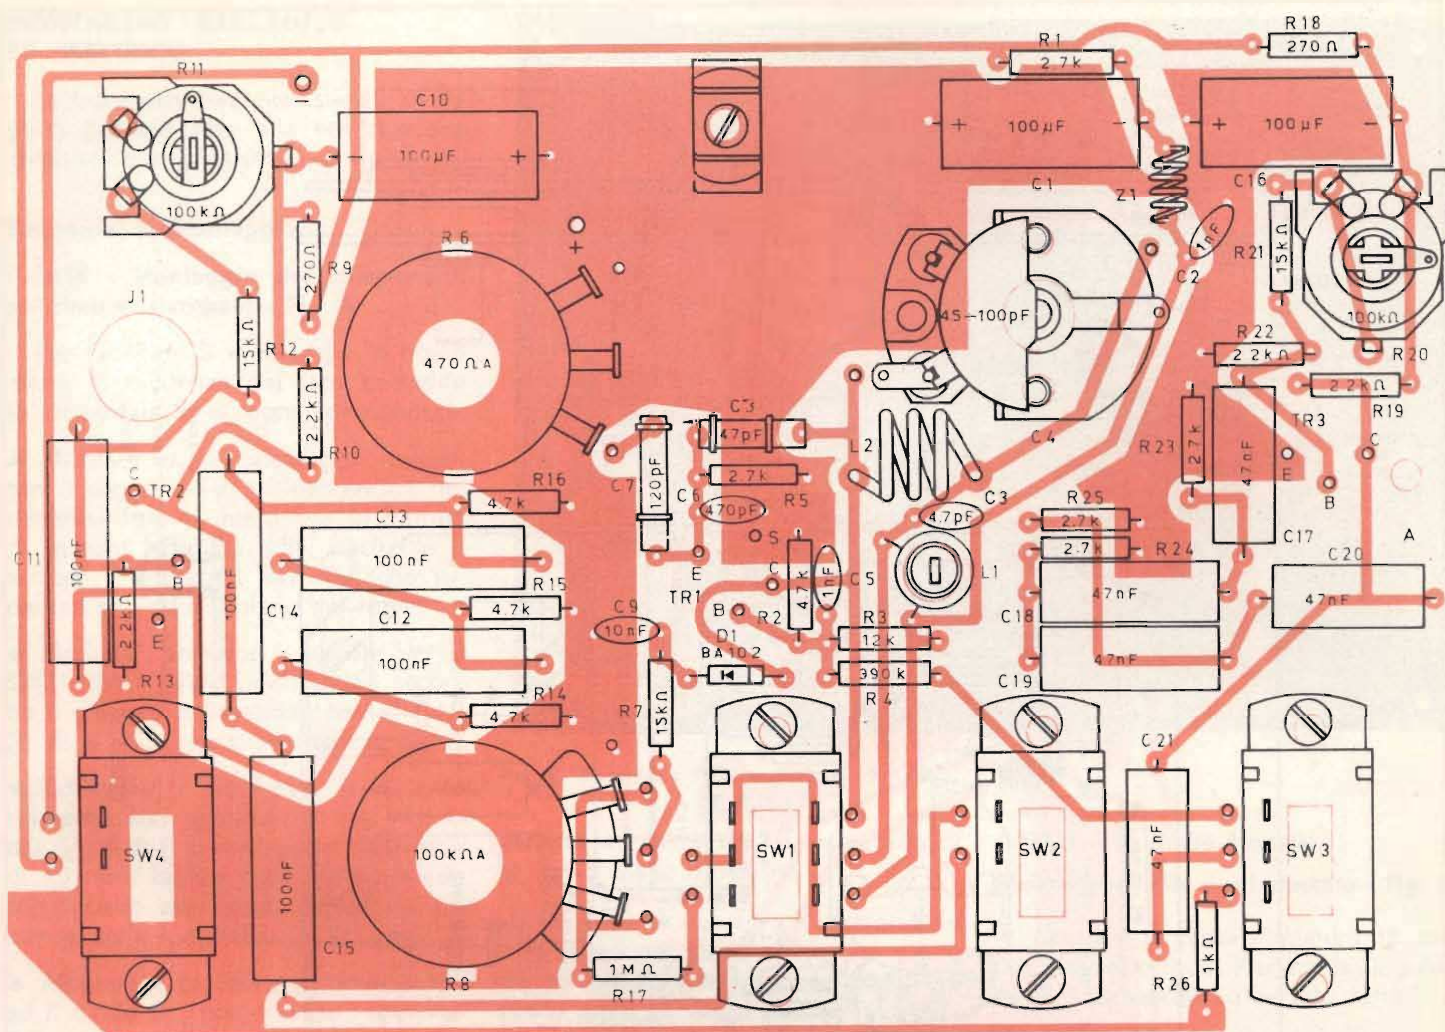 R18
270Ω
R1
2.7k
R11
−
C10
− 100µF +
+ 100µF −
+ 100µF −
C1
C16
Z1
1nF
C2
100kΩ
R6
+
R9
270Ω
R21
15kΩ
J1
45–100pF
100kΩ
R22
2.2kΩ
R20
R12
15kΩ
470ΩA
2.2kΩ
R19
R10
2.2kΩ
47pF
C4
L2
R23
2.7k
47nF
TR3
C
E
B
C7
120pF
C6
2.7k
R5
470pF
C
TR2
R16
4.7k
C3
4.7pF
R25
2.7k
C13
100nF
S
C11
100nF
B
E
C
E
2.7k
R24
C17
C20
A
100nF
C14
R15
4.7k
TR1
B
R2
4.7k
1nF
C5
L1
47nF
47nF
C18
2.2kΩ
E
R13
C12
100nF
C9
10nF
D1
BA102
R3
12k
390k
R4
47nF
C19
R14
4.7k
R7
15kΩ
C21
47nF
SW4
100nF
C15
100kΩA
R8
SW1
SW2
SW3
1MΩ
R17
R26
1kΩ